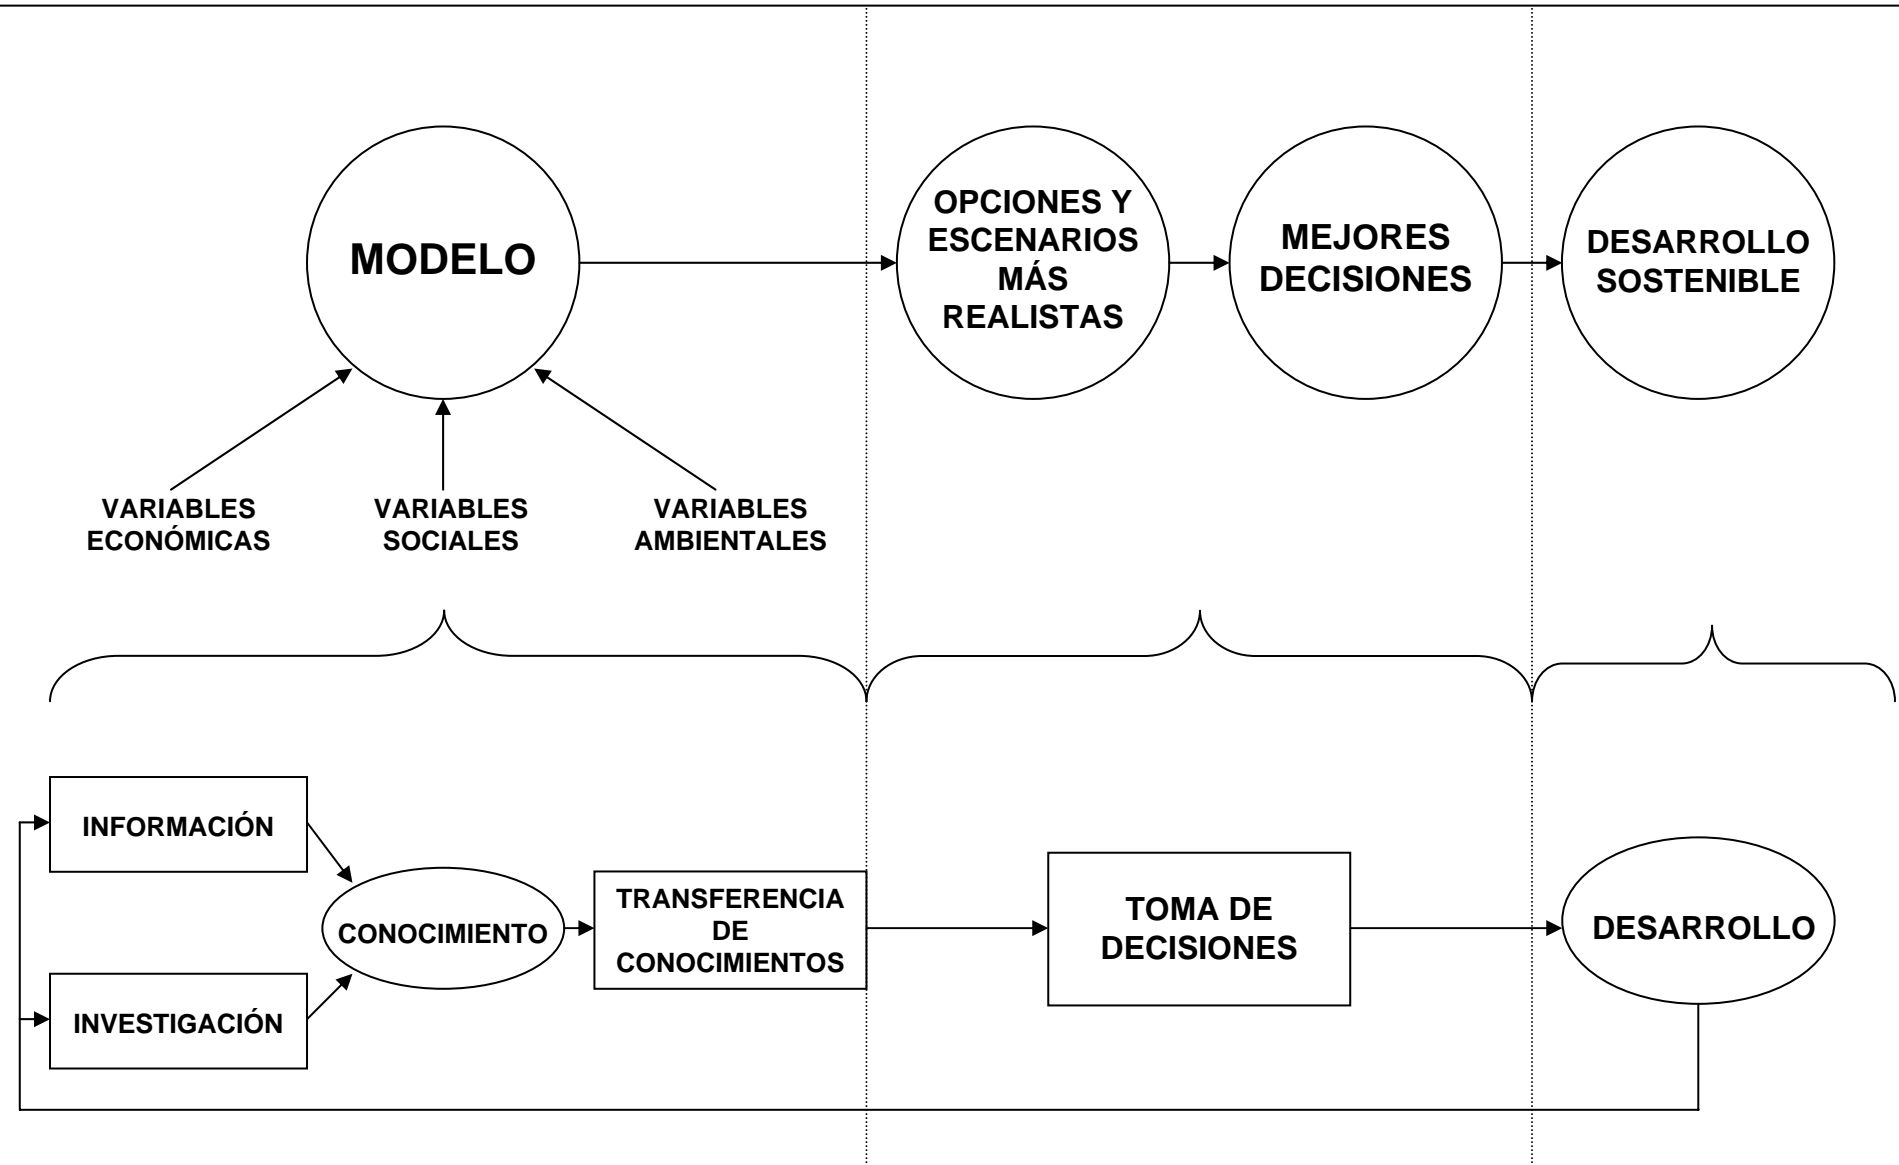 MODELO
OPCIONES Y
ESCENARIOS
MÁS
REALISTAS
MEJORES
DECISIONES
DESARROLLO
SOSTENIBLE
VARIABLES
ECONÓMICAS
VARIABLES
SOCIALES
VARIABLES
AMBIENTALES
INFORMACIÓN
INVESTIGACIÓN
CONOCIMIENTO
TRANSFERENCIA
DE
CONOCIMIENTOS
TOMA DE
DECISIONES
DESARROLLO